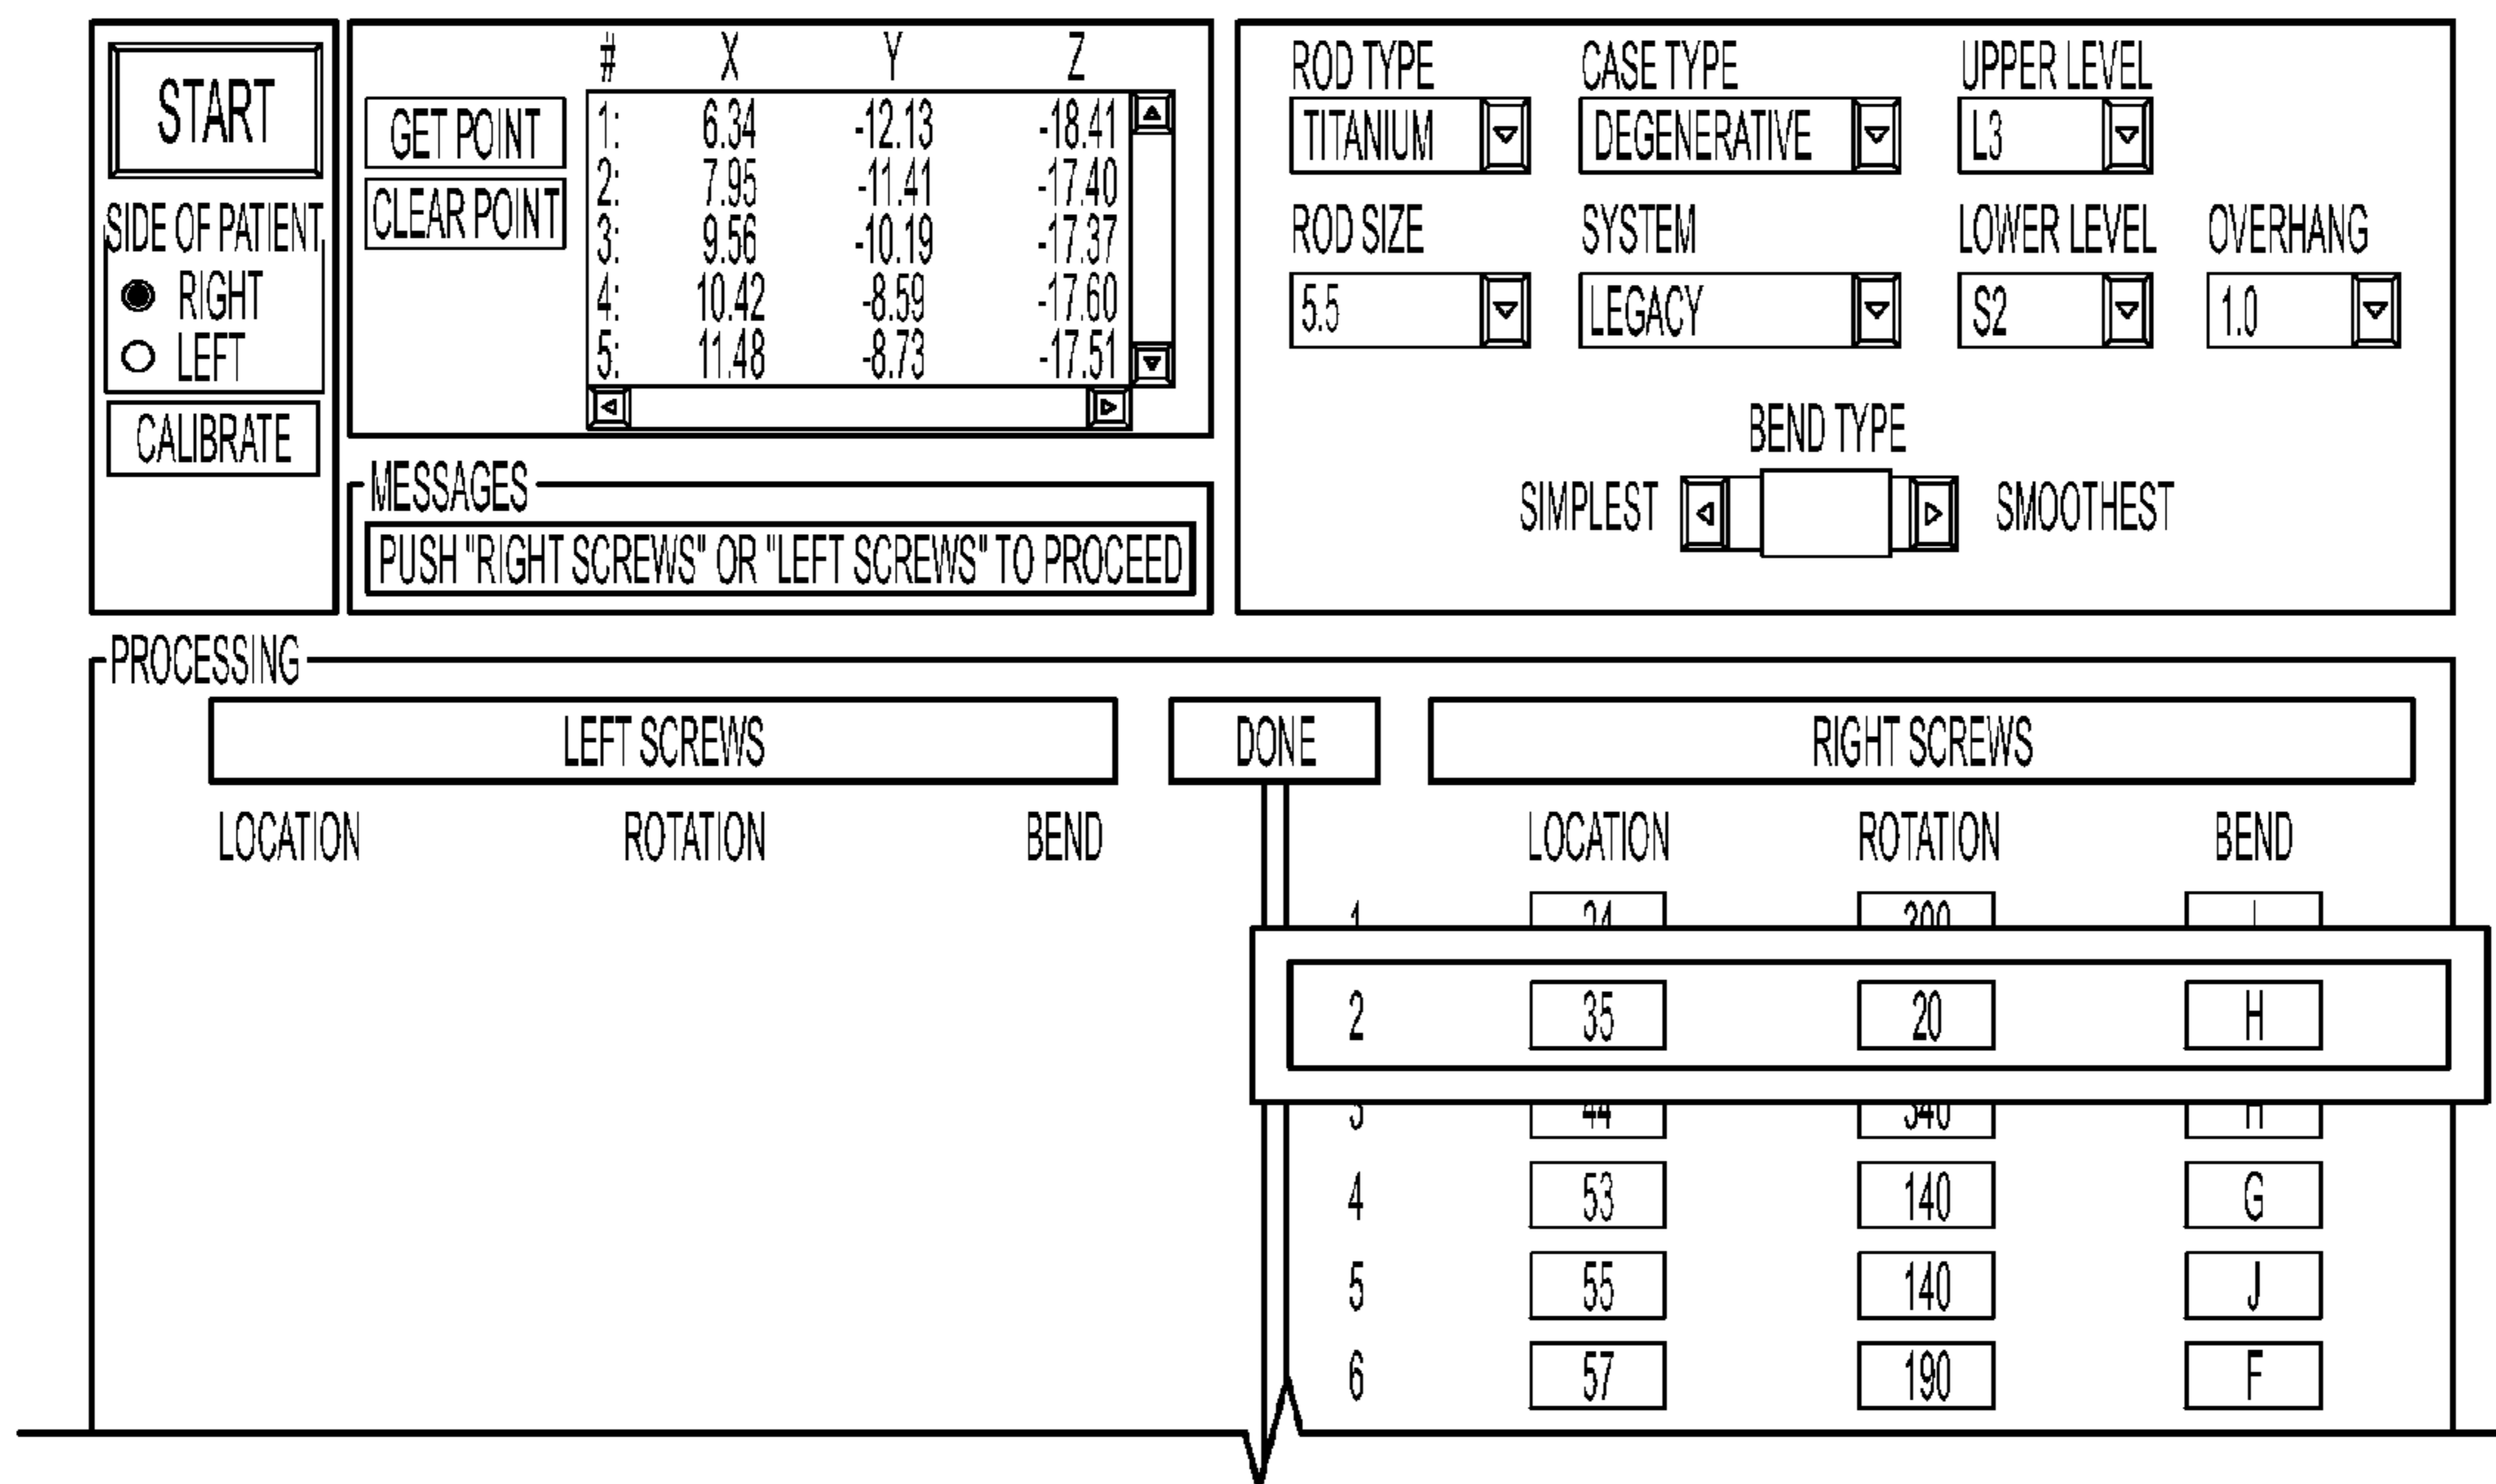 START
SIDE OF PATIENT
RIGHT
LEFT
CALIBRATE
# X Y Z
GET POINT
CLEAR POINT
1: 6.34 -12.13 -18.41
2: 7.95 -11.41 -17.40
3: 9.56 -10.19 -17.37
4: 10.42 -8.59 -17.60
5: 11.48 -8.73 -17.51
MESSAGES
PUSH "RIGHT SCREWS" OR "LEFT SCREWS" TO PROCEED
ROD TYPE CASE TYPE UPPER LEVEL
TITANIUM DEGENERATIVE L3
ROD SIZE SYSTEM LOWER LEVEL OVERHANG
5.5 LEGACY S2 1.0
BEND TYPE
SIMPLEST SMOOTHEST
PROCESSING
LEFT SCREWS DONE RIGHT SCREWS
LOCATION ROTATION BEND LOCATION ROTATION BEND
1
2 35 20 H
3 44 340 H
4 53 140 G
5 55 140 J
6 57 190 F